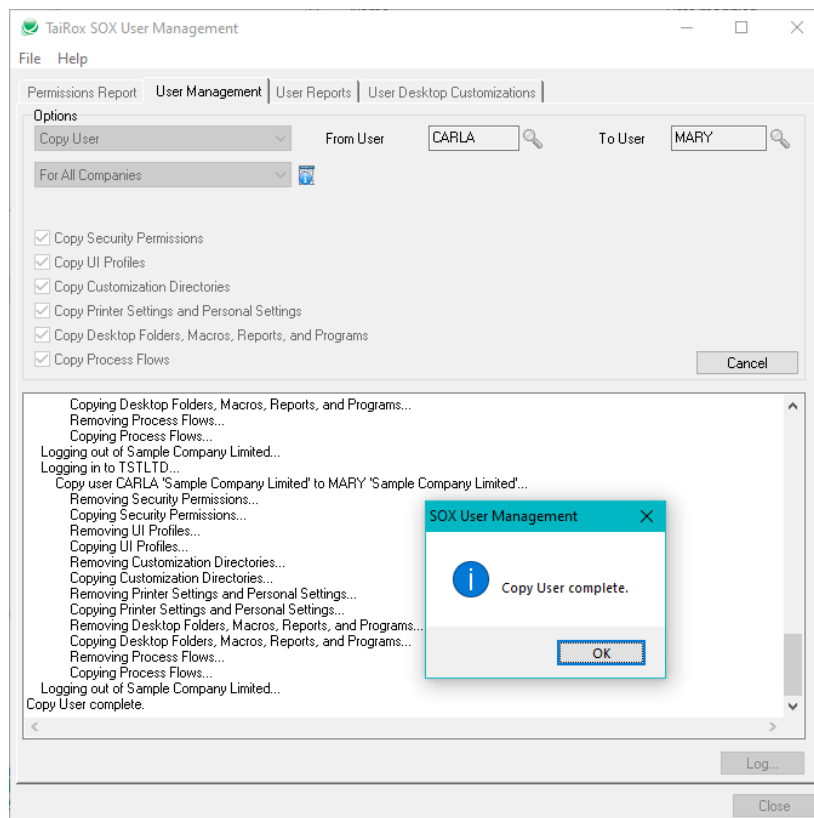 TaiRox SOX User Management
File Help
Permissions Report User Management User Reports User Desktop Customizations
Options
Copy User From User CARLA To User MARY
For All Companies
Copy Security Permissions
Copy UI Profiles
Copy Customization Directories
Copy Printer Settings and Personal Settings
Copy Desktop Folders, Macros, Reports, and Programs
Copy Process Flows
Cancel
Copying Desktop Folders, Macros, Reports, and Programs...
Removing Process Flows...
Copying Process Flows...
Logging out of Sample Company Limited...
Logging in to TSTLTD...
Copy user CARLA 'Sample Company Limited' to MARY 'Sample Company Limited'...
Removing Security Permissions...
Copying Security Permissions...
Removing UI Profiles...
Copying UI Profiles...
Removing Customization Directories...
Copying Customization Directories...
Removing Printer Settings and Personal Settings...
Copying Printer Settings and Personal Settings...
Removing Desktop Folders, Macros, Reports, and Programs...
Copying Desktop Folders, Macros, Reports, and Programs...
Removing Process Flows...
Copying Process Flows...
Logging out of Sample Company Limited...
Copy User complete.
SOX User Management
Copy User complete.
OK
Log...
Close